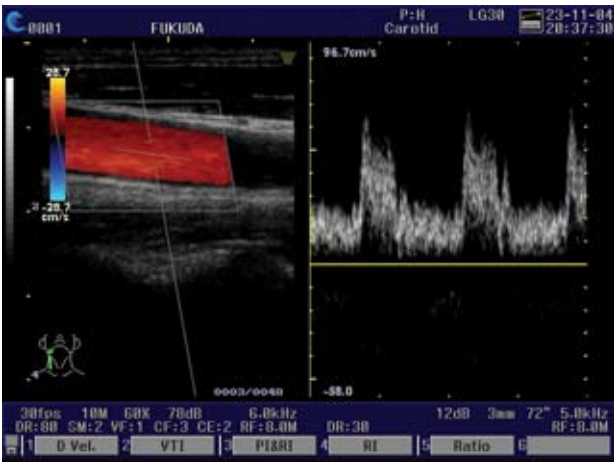 0001 FUKUDA P:H LG30 23-11-04
Carotid 20:37:30
28.7
-28.7
cm/s
96.7cm/s
-58.0
0003/0048
30fps 10M 60% 78dB 6.0kHz 12dB 3mm 72° 5.0kHz
DR:80 SM:2 VF:1 CF:3 CE:2 RF:8.0M DR:30 RF:8.0M
1 D Vel. 2 VTI 3 PI&RI 4 RI 5 Ratio 6